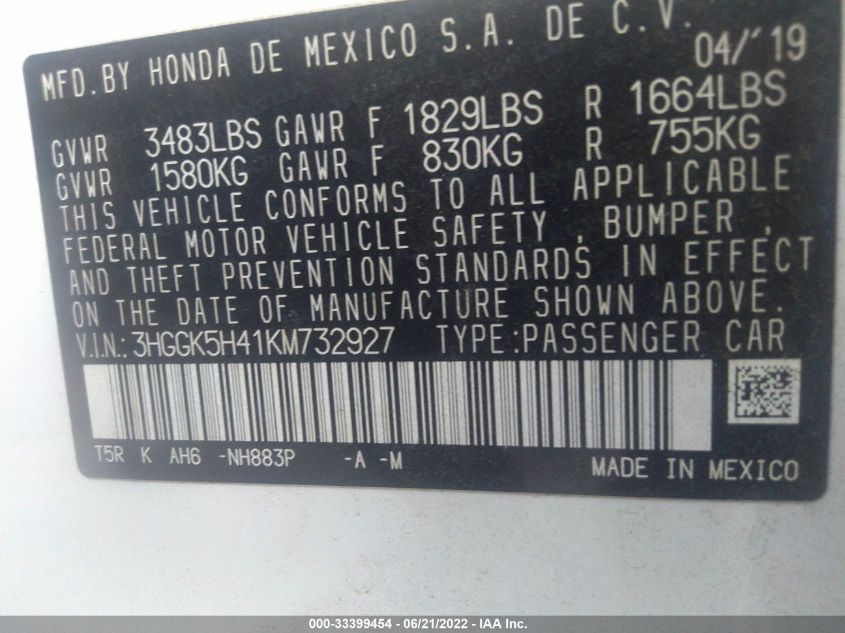 MFD.BY HONDA DE MEXICO S.A. DE C.V.
04/'19
GVWR 3483LBS GAWR F 1829LBS R 1664LBS
GVWR 1580KG GAWR F 830KG R 755KG
THIS VEHICLE CONFORMS TO ALL APPLICABLE
FEDERAL MOTOR VEHICLE SAFETY , BUMPER ,
AND THEFT PREVENTION STANDARDS IN EFFECT
ON THE DATE OF MANUFACTURE SHOWN ABOVE.
V.I.N.: 3HGGK5H41KM732927 TYPE:PASSENGER CAR
T5R K AH6 -NH883P -A -M MADE IN MEXICO
000-33399454 - 06/21/2022 - IAA Inc.